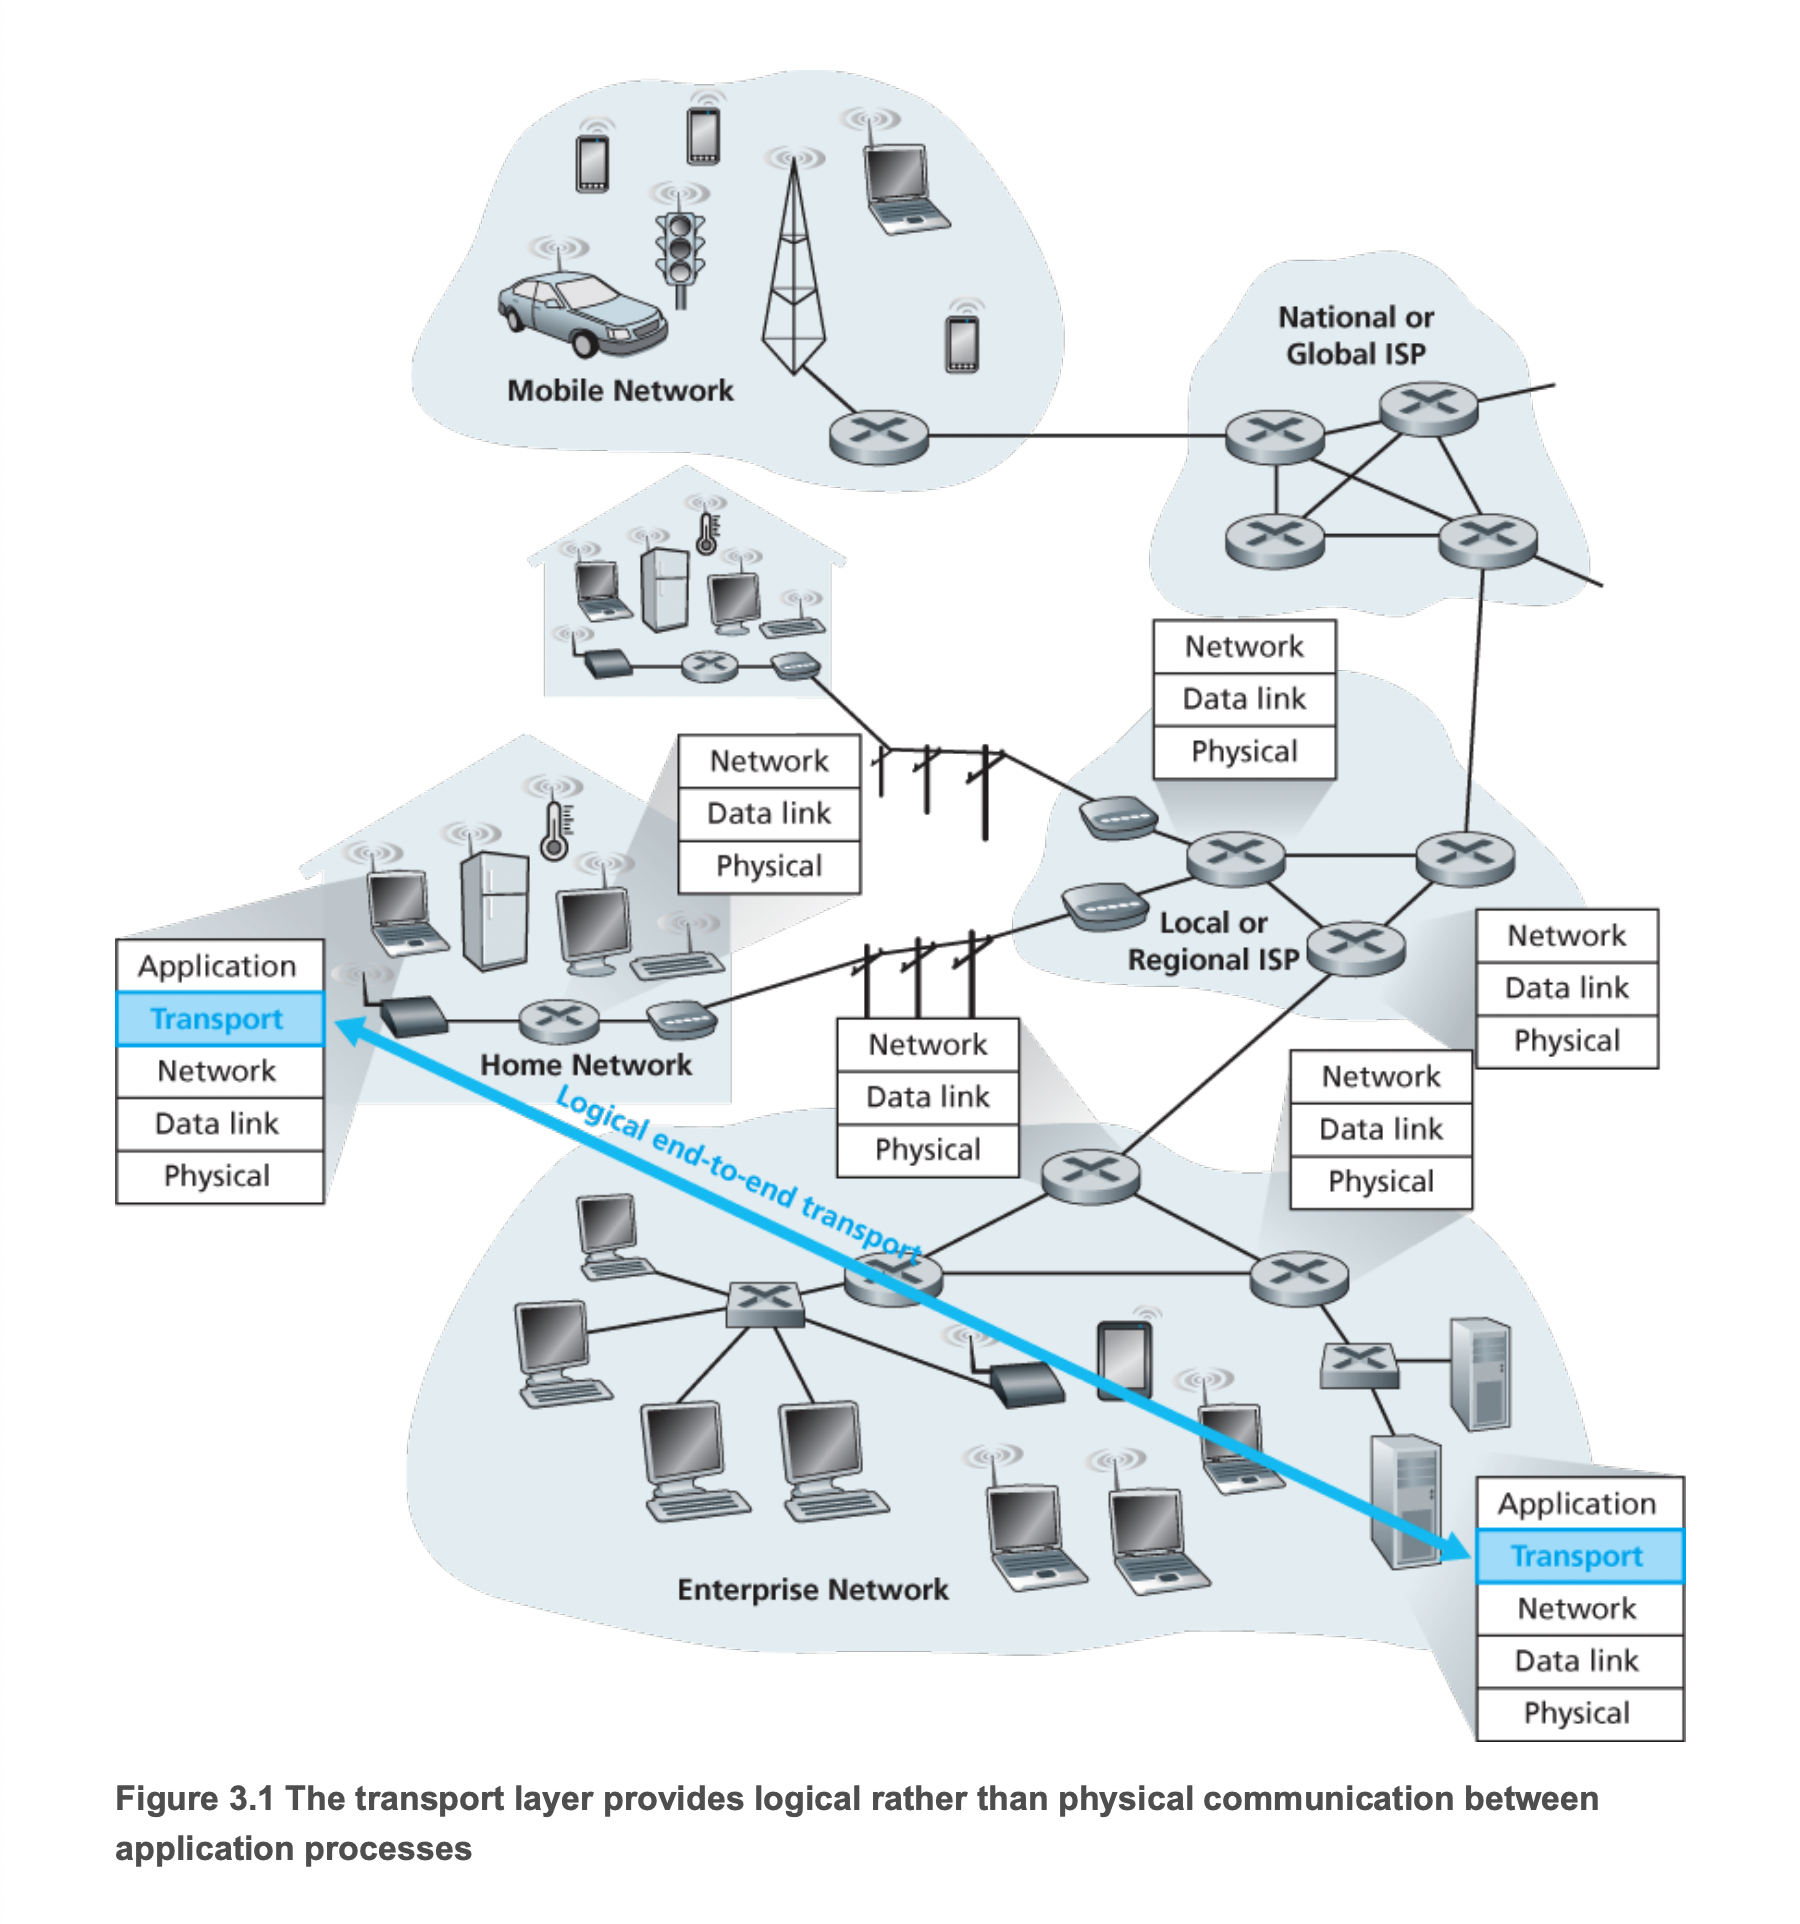 Mobile Network
National or
Global ISP
Network
Data link
Physical
Network
Data link
Physical
Local or
Regional ISP
Network
Data link
Physical
Application
Transport
Network
Data link
Physical
Home Network
Network
Data link
Physical
Network
Data link
Physical
Logical end-to-end transport
Enterprise Network
Application
Transport
Network
Data link
Physical
Figure 3.1 The transport layer provides logical rather than physical communication between
application processes